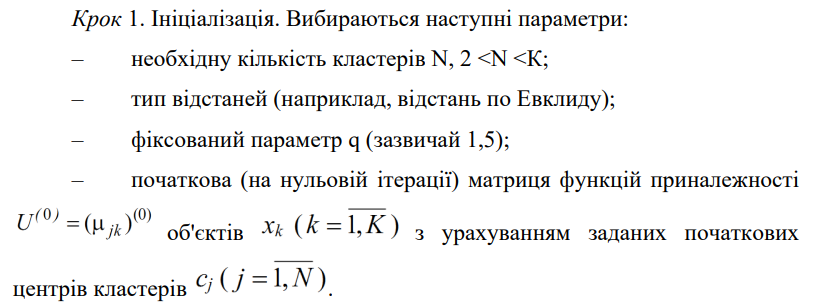 Крок 1. Ініціалізація. Вибираються наступні параметри:
– необхідну кількість кластерів N, 2 <N <K;
– тип відстаней (наприклад, відстань по Евклиду);
– фіксований параметр q (зазвичай 1,5);
– початкова (на нульовій ітерації) матриця функцій приналежності
$U^{(0)} = (\mu_{jk})^{(0)}$ об'єктів $x_k$ ($k = \overline{1,K}$) з урахуванням заданих початкових
центрів кластерів $c_j$ ($j = \overline{1,N}$).